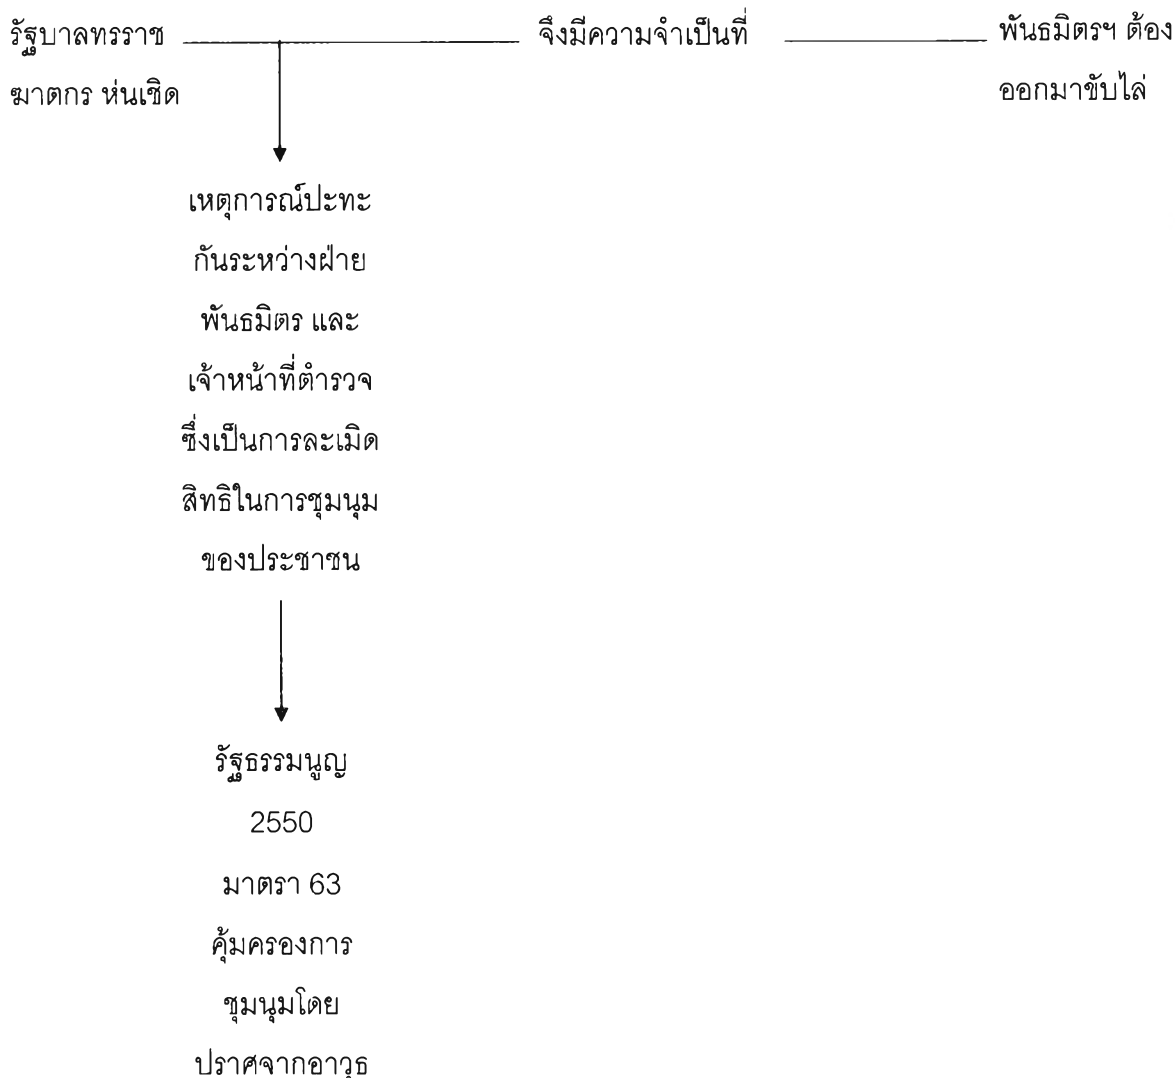 รัฐบาลทรราช จึงมีความจำเป็นที่ พันธมิตรฯ ต้อง
ฆาตกร ห่นเชิด ออกมาขับไล่
เหตุการณ์ปะทะ
กันระหว่างฝ่าย
พันธมิตร และ
เจ้าหน้าที่ตำรวจ
ซึ่งเป็นการละเมิด
สิทธิในการชุมนุม
ของประชาชน
รัฐธรรมนูญ
2550
มาตรา 63
คุ้มครองการ
ชุมนุมโดย
ปราศจากอาวุธ